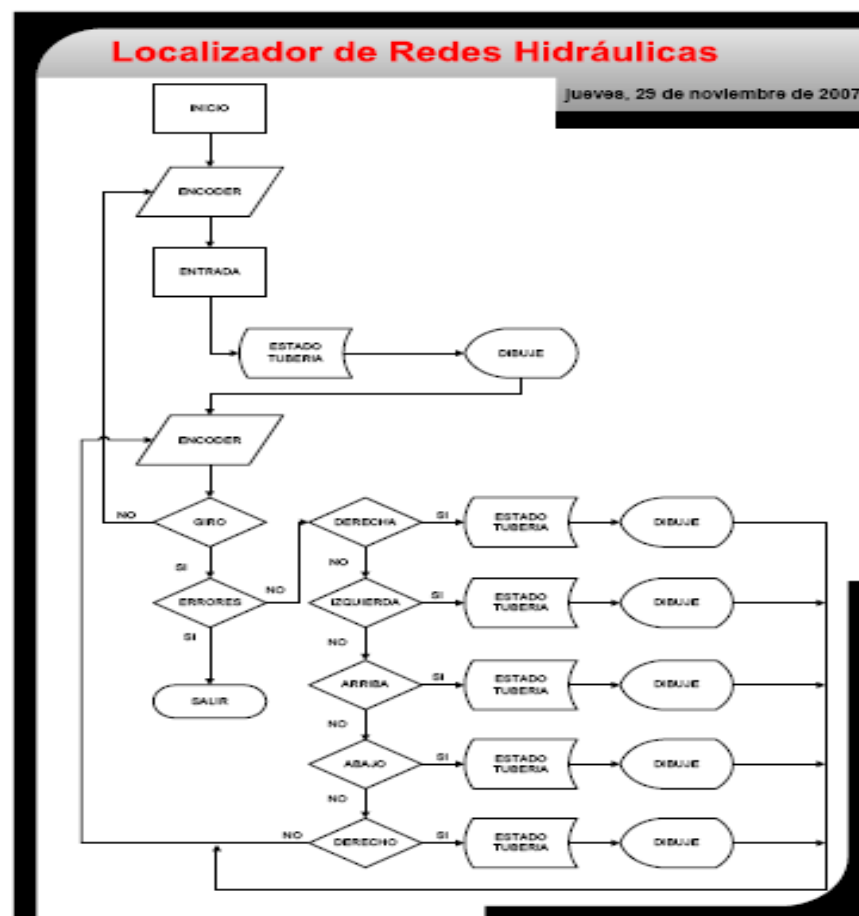 Localizador de Redes Hidráulicas
jueves, 29 de noviembre de 2007
INICIO
ENCODER
ENTRADA
ESTADO
TUBERIA
DIBUJE
ENCODER
NO
GIRO
SI
ERRORES
NO
SI
SALIR
DERECHA
SI
ESTADO
TUBERIA
DIBUJE
NO
IZQUIERDA
SI
ESTADO
TUBERIA
DIBUJE
NO
ARRIBA
SI
ESTADO
TUBERIA
DIBUJE
NO
ABAJO
SI
ESTADO
TUBERIA
DIBUJE
NO
NO
DERECHO
SI
ESTADO
TUBERIA
DIBUJE